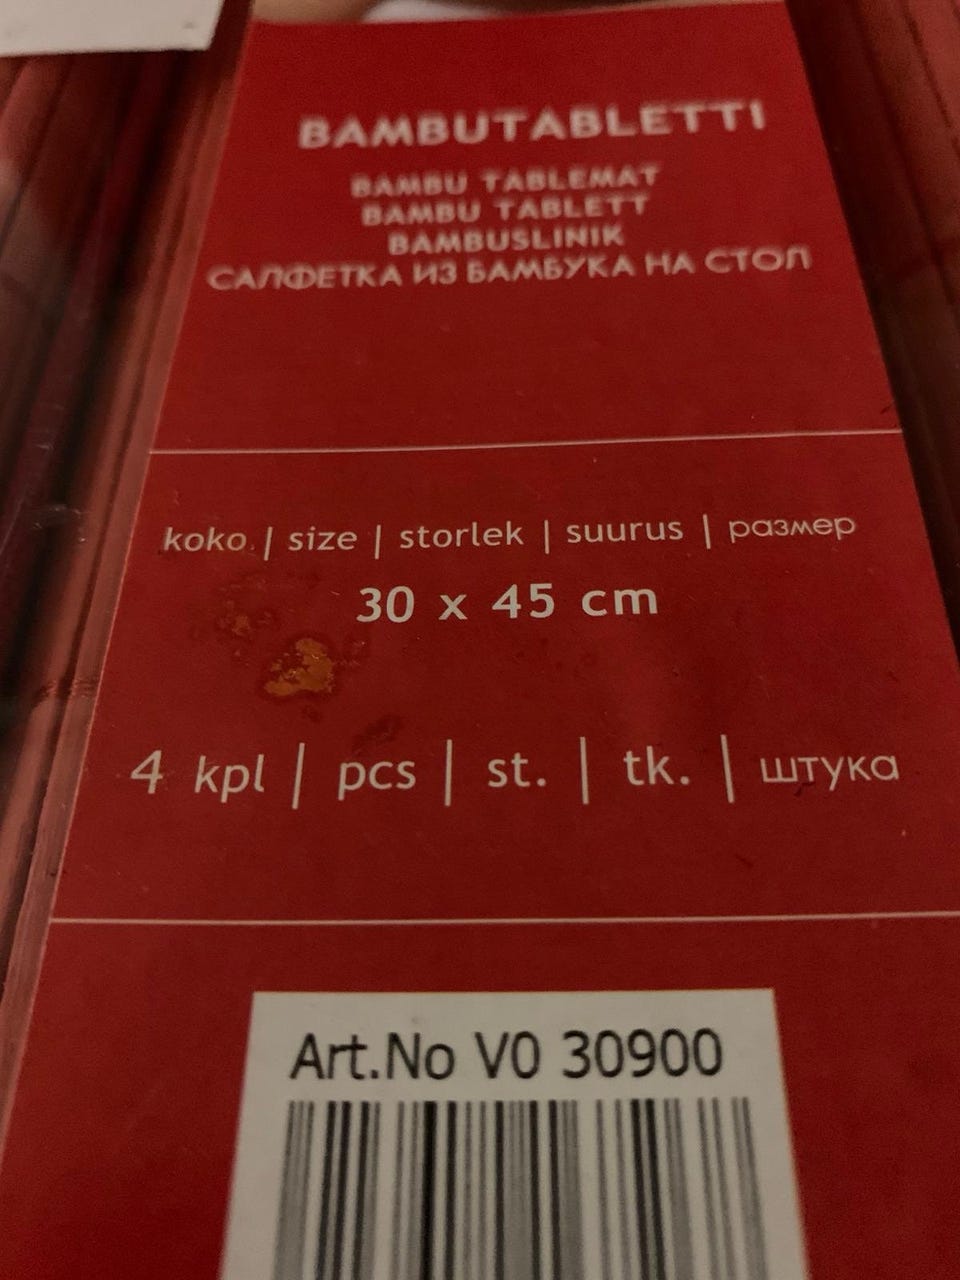 BAMBUTABLETTI
BAMBU TABLEMAT
BAMBU TABLETT
BAMBUSLINIK
САЛФЕТКА ИЗ БАМБУКА НА СТОЛ
koko | size | storlek | suurus | размер
30 x 45 cm
4 kpl | pcs | st. | tk. | штука
Art.No V0 30900